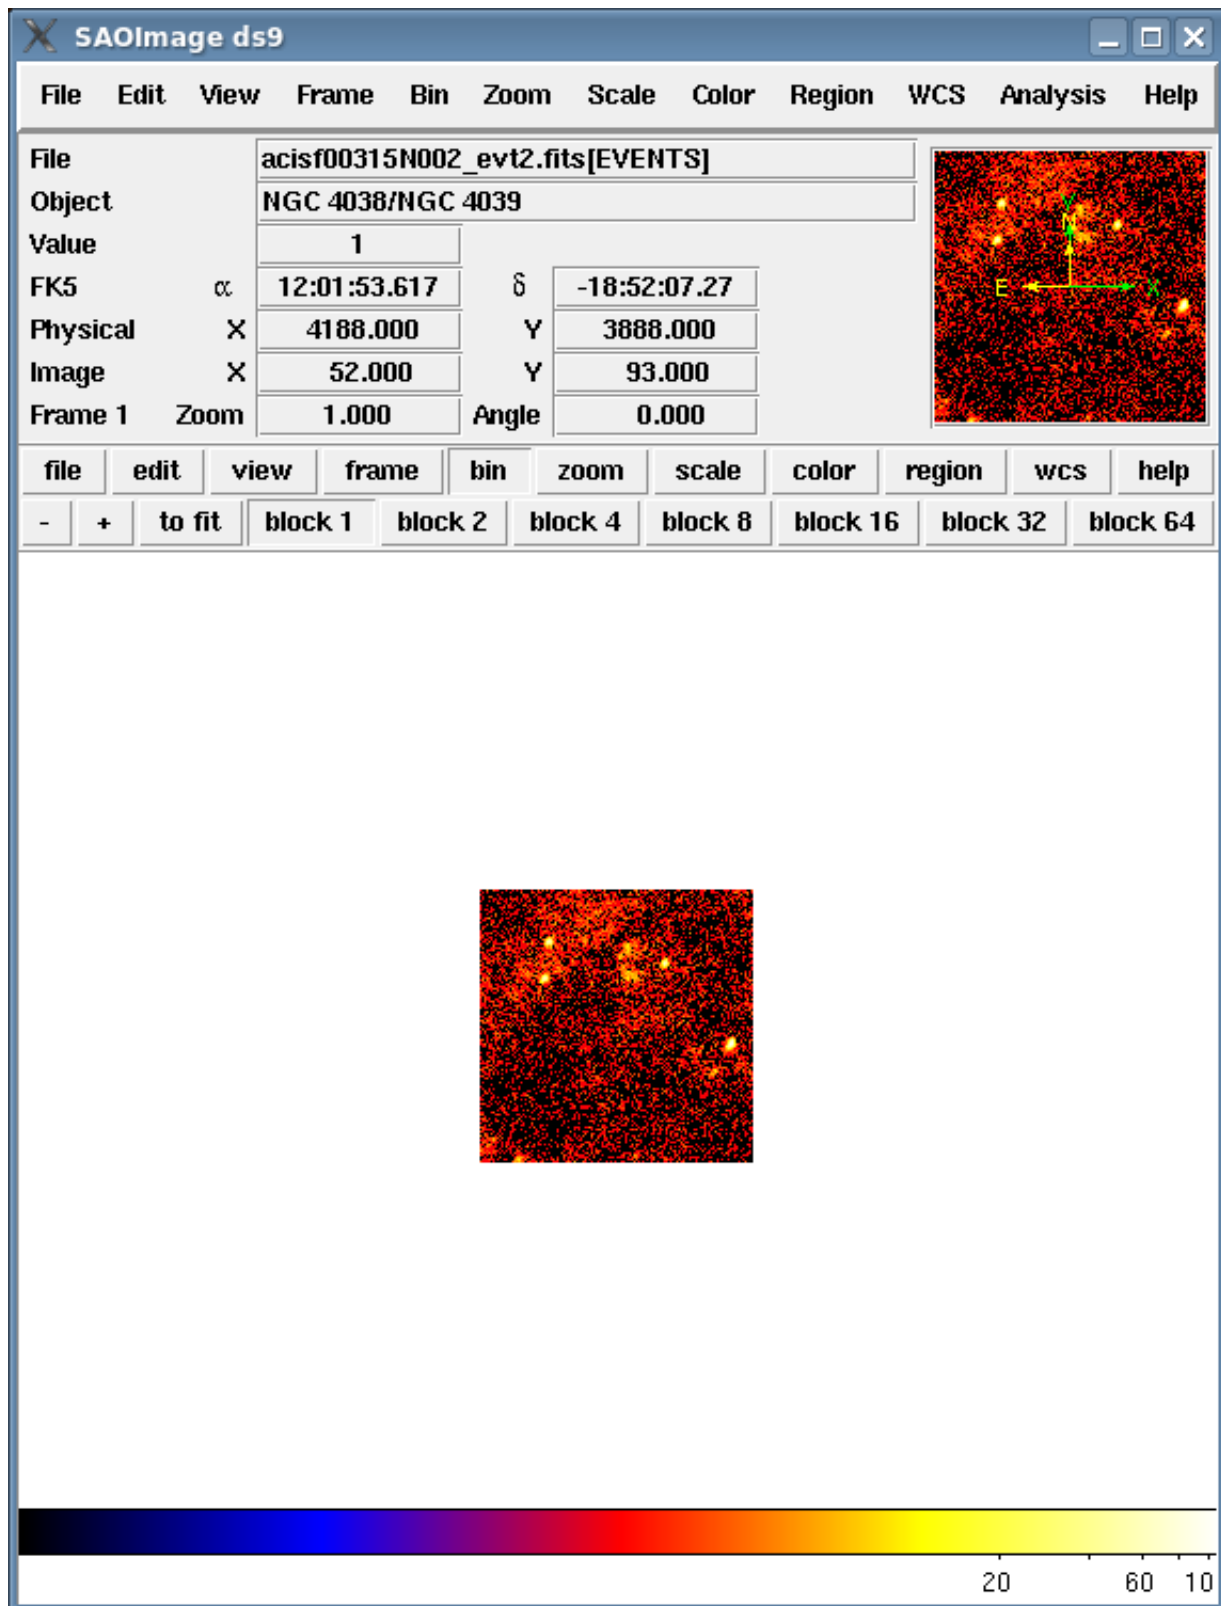 SAOImage ds9
File Edit View Frame Bin Zoom Scale Color Region WCS Analysis Help
File acisf00315N002_evt2.fits[EVENTS]
Object NGC 4038/NGC 4039
Value 1
FK5 α 12:01:53.617 δ -18:52:07.27
Physical X 4188.000 Y 3888.000
Image X 52.000 Y 93.000
Frame 1 Zoom 1.000 Angle 0.000
Y
N
E X
file edit view frame bin zoom scale color region wcs help
- + to fit block 1 block 2 block 4 block 8 block 16 block 32 block 64
20 60 10